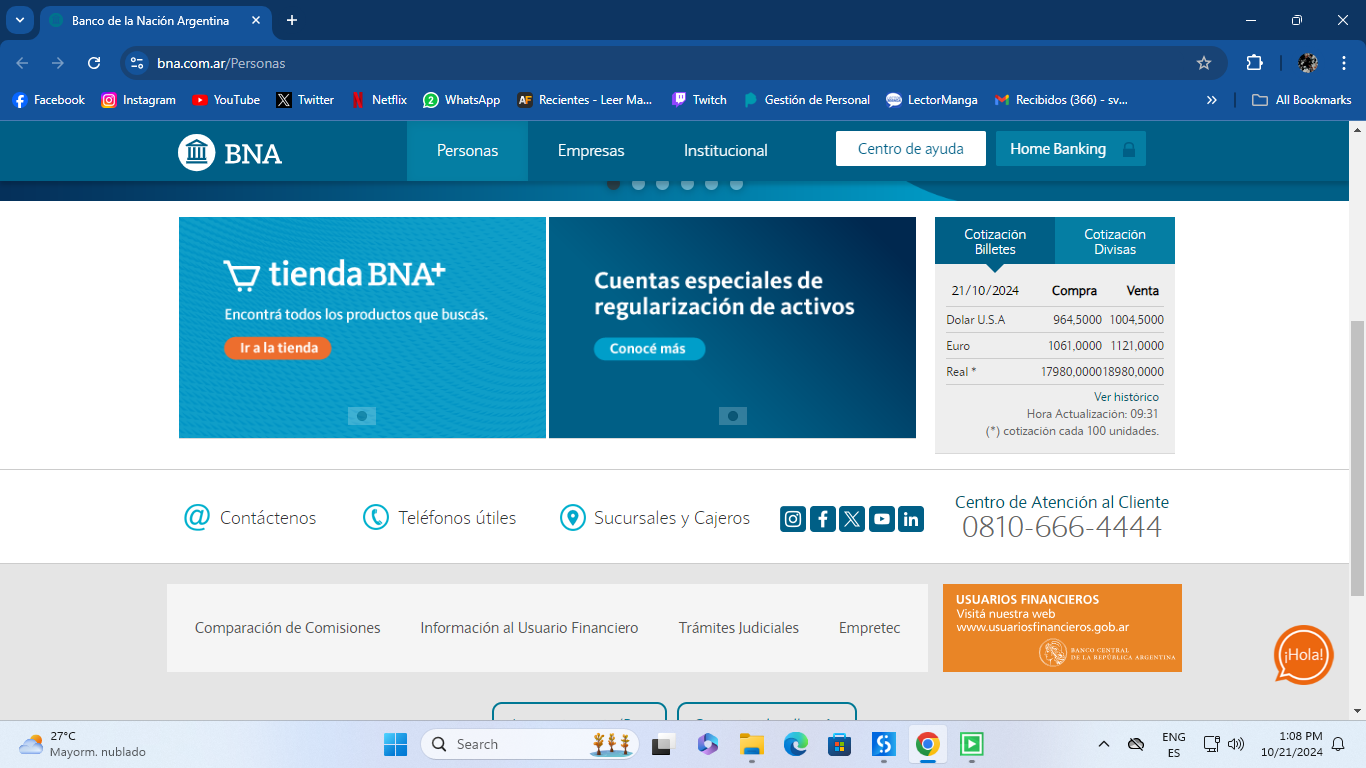 Banco de la Nación Argentina
bna.com.ar/Personas
Facebook Instagram YouTube Twitter Netflix WhatsApp Recientes - Leer Ma... Twitch Gestión de Personal LectorManga Recibidos (366) - sv... All Bookmarks
BNA Personas Empresas Institucional Centro de ayuda Home Banking
tienda BNA+
Encontrá todos los productos que buscás.
Ir a la tienda
Cuentas especiales de
regularización de activos
Conocé más
Cotización
Billetes
Cotización
Divisas
21/10/2024 Compra Venta
Dolar U.S.A 964,5000 1004,5000
Euro 1061,0000 1121,0000
Real * 17980,0000 18980,0000
Ver histórico
Hora Actualización: 09:31
(*) cotización cada 100 unidades.
@ Contáctenos Teléfonos útiles Sucursales y Cajeros
Centro de Atención al Cliente
0810-666-4444
Comparación de Comisiones Información al Usuario Financiero Trámites Judiciales Empretec
USUARIOS FINANCIEROS
Visitá nuestra web
www.usuariosfinancieros.gob.ar
BANCO CENTRAL
DE LA REPÚBLICA ARGENTINA
¡Hola!
27°C
Mayorm. nublado
Search
ENG
ES
1:08 PM
10/21/2024